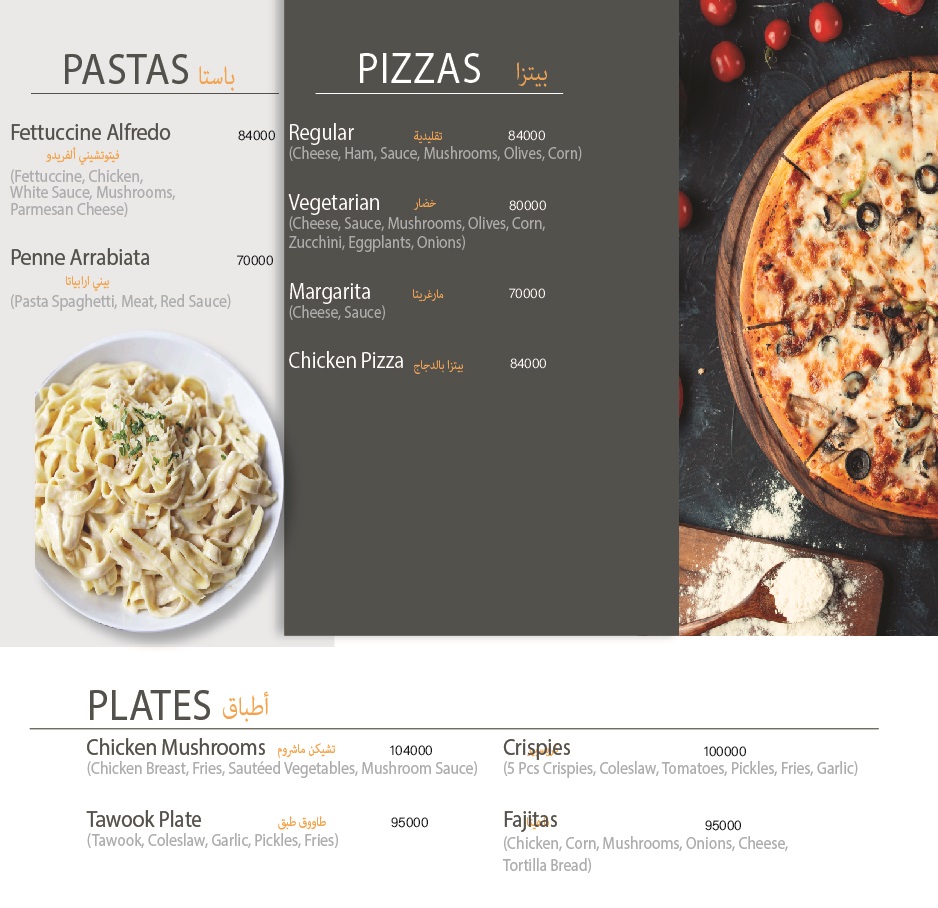 PASTAS باستا
Fettuccine Alfredo 84000
فيتوتشيني ألفريدو
(Fettuccine, Chicken,
White Sauce, Mushrooms,
Parmesan Cheese)
Penne Arrabiata 70000
بيني ارابياتا
(Pasta Spaghetti, Meat, Red Sauce)
PIZZAS بيتزا
Regular تقليدية 84000
(Cheese, Ham, Sauce, Mushrooms, Olives, Corn)
Vegetarian خضار 80000
(Cheese, Sauce, Mushrooms, Olives, Corn,
Zucchini, Eggplants, Onions)
Margarita مارغريتا 70000
(Cheese, Sauce)
Chicken Pizza بيتزا بالدجاج 84000
PLATES أطباق
Chicken Mushrooms تشيكن ماشروم 104000
(Chicken Breast, Fries, Sautéed Vegetables, Mushroom Sauce)
Tawook Plate طاووق طبق 95000
(Tawook, Coleslaw, Garlic, Pickles, Fries)
Crispies 100000
(5 Pcs Crispies, Coleslaw, Tomatoes, Pickles, Fries, Garlic)
Fajitas 95000
(Chicken, Corn, Mushrooms, Onions, Cheese,
Tortilla Bread)